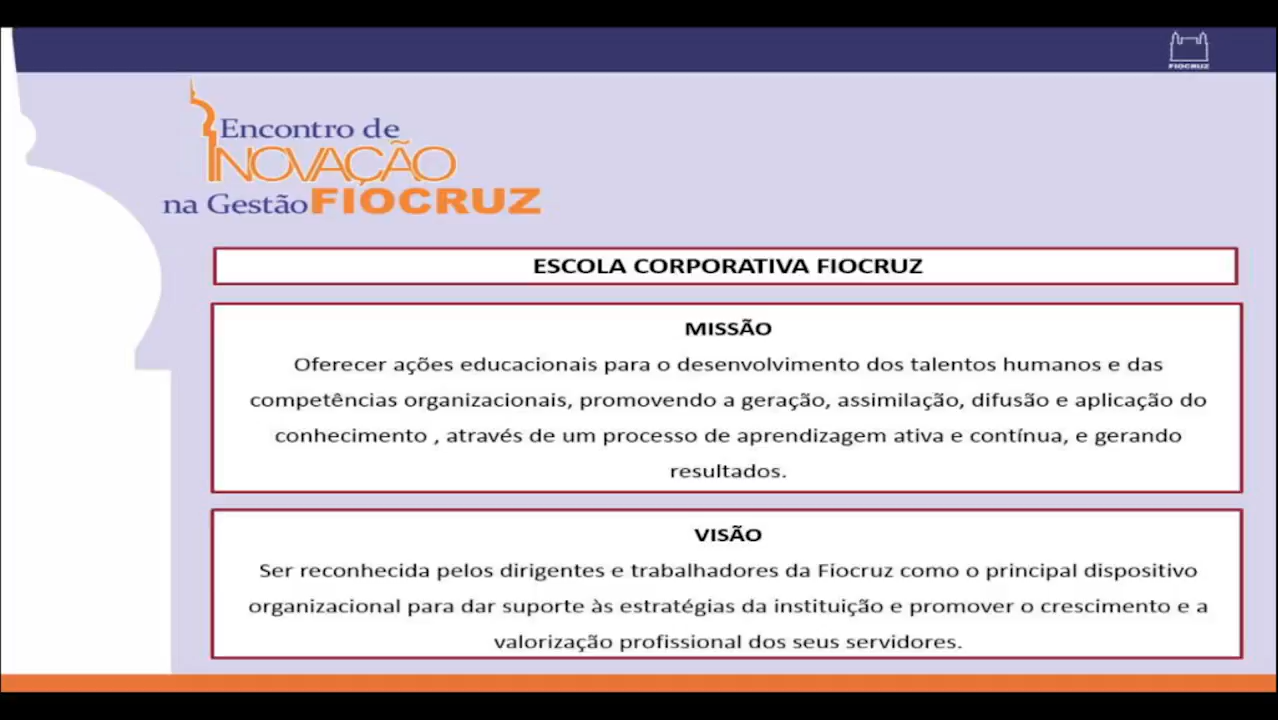 FIOCRUZ
Encontro de
INOVAÇÃO
na Gestão FIOCRUZ
ESCOLA CORPORATIVA FIOCRUZ
MISSÃO
Oferecer ações educacionais para o desenvolvimento dos talentos humanos e das
competências organizacionais, promovendo a geração, assimilação, difusão e aplicação do
conhecimento , através de um processo de aprendizagem ativa e contínua, e gerando
resultados.
VISÃO
Ser reconhecida pelos dirigentes e trabalhadores da Fiocruz como o principal dispositivo
organizacional para dar suporte às estratégias da instituição e promover o crescimento e a
valorização profissional dos seus servidores.